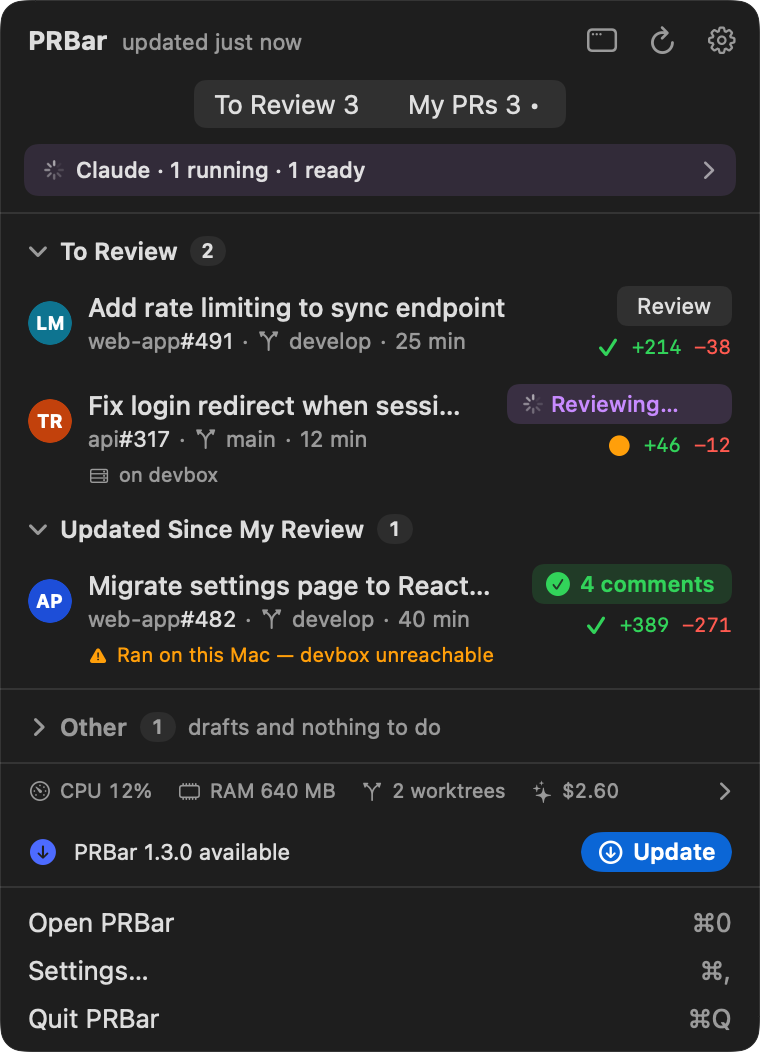 PRBar updated just now
To Review 3 My PRs 3 •
Claude · 1 running · 1 ready
To Review 2
LM
Add rate limiting to sync endpoint
Review
web-app#491 · develop · 25 min
+214 −38
TR
Fix login redirect when sessi...
Reviewing...
api#317 · main · 12 min
+46 −12
on devbox
Updated Since My Review 1
AP
Migrate settings page to React...
4 comments
web-app#482 · develop · 40 min
+389 −271
Ran on this Mac — devbox unreachable
Other 1 drafts and nothing to do
CPU 12% RAM 640 MB 2 worktrees $2.60
PRBar 1.3.0 available Update
Open PRBar ⌘0
Settings... ⌘,
Quit PRBar ⌘Q